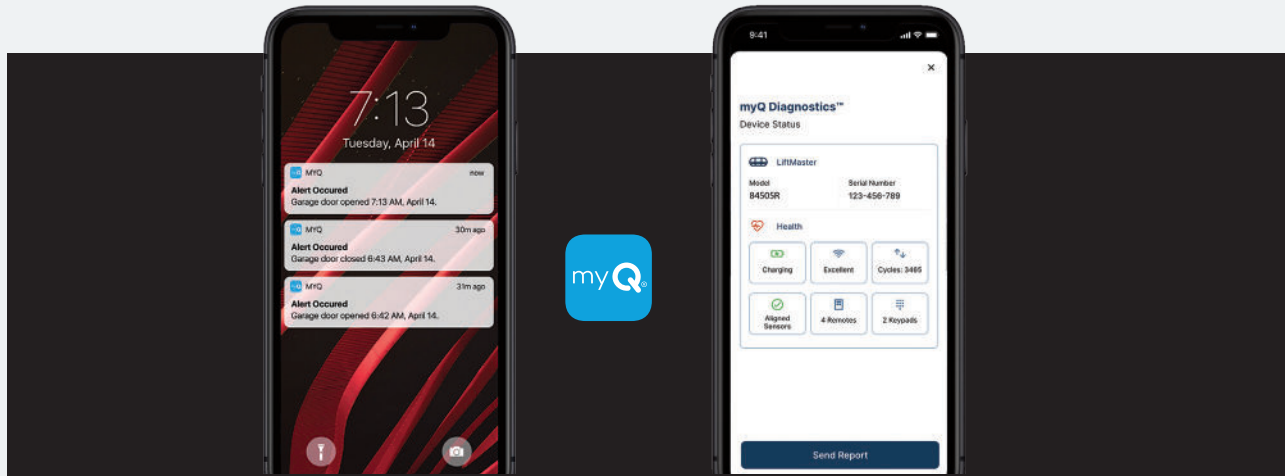 7:13
Tuesday, April 14
MYQ now
Alert Occured
Garage door opened 7:13 AM, April 14.
MYQ 30m ago
Alert Occured
Garage door closed 6:43 AM, April 14.
MYQ 31m ago
Alert Occured
Garage door opened 6:42 AM, April 14.
myQ®
9:41
myQ Diagnostics™
Device Status
LiftMaster
Model Serial Number
84505R 123-456-789
Health
Charging Excellent Cycles: 3465
Aligned
Sensors 4 Remotes 2 Keypads
Send Report